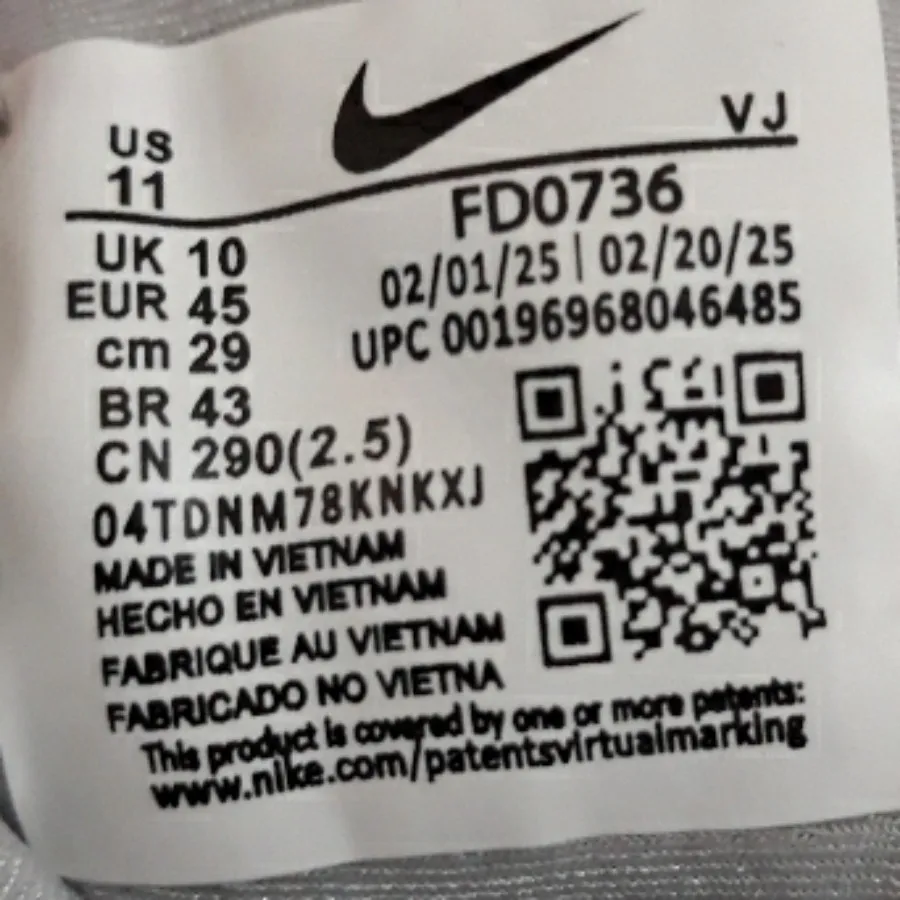 VJ
US
11
FD0736
UK 10
02/01/25 | 02/20/25
EUR 45
UPC 00196968046485
cm 29
BR 43
CN 290(2.5)
04TDNM78KNKXJ
MADE IN VIETNAM
HECHO EN VIETNAM
FABRIQUE AU VIETNAM
FABRICADO NO VIETNA
This product is covered by one or more patents:
www.nike.com/patentsvirtualmarking